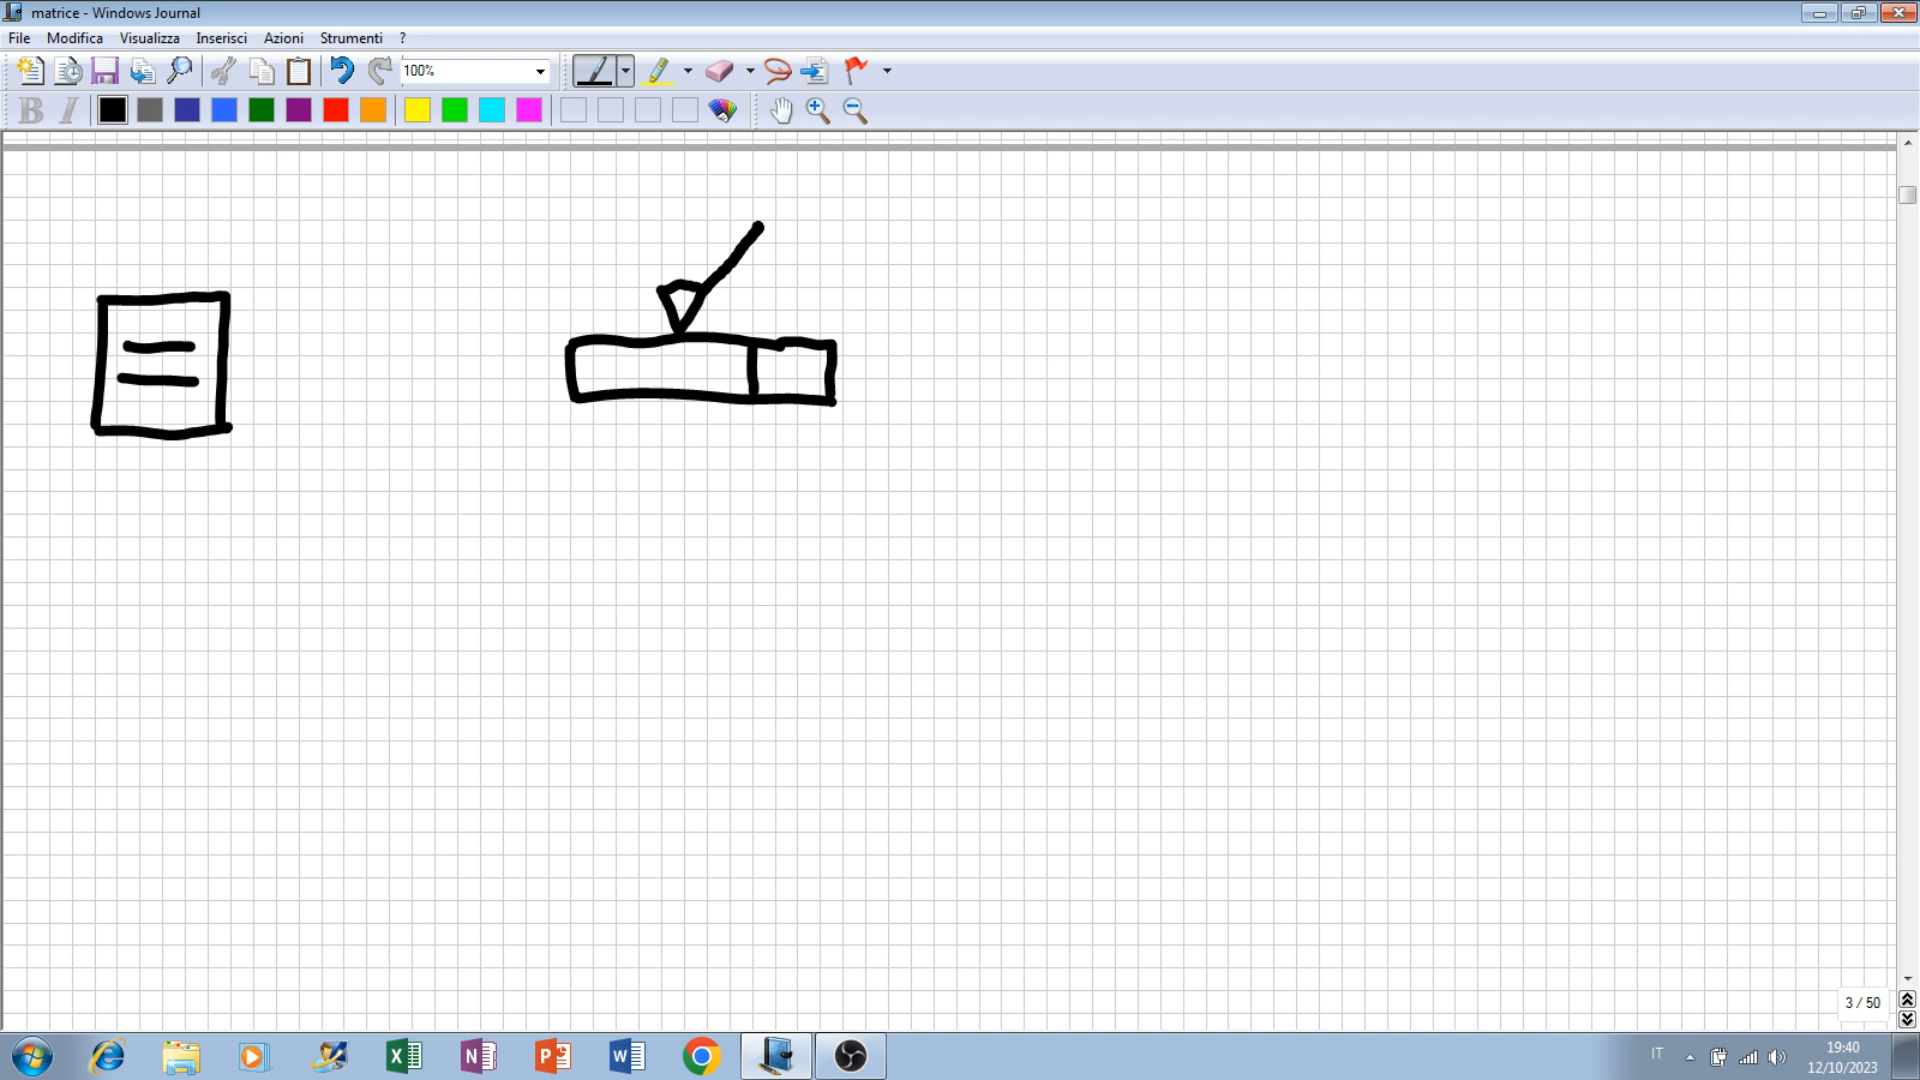 matrice - Windows Journal
File Modifica Visualizza Inserisci Azioni Strumenti ?
100%
B I
3 / 50
IT
19:40
12/10/2023